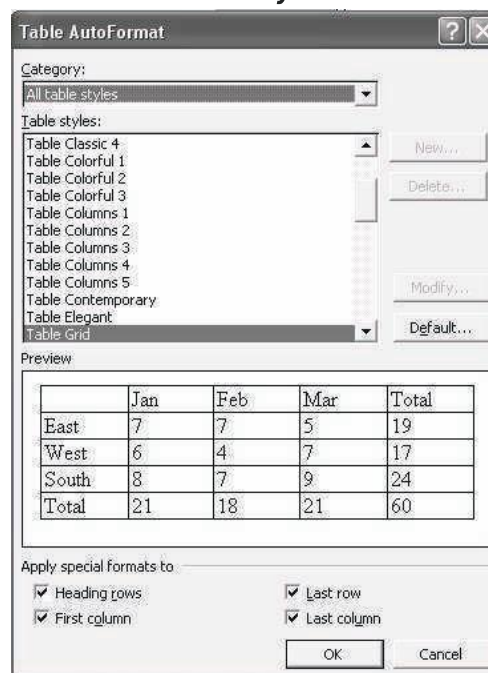 Table AutoFormat
Category:
All table styles
Table styles:
Table Classic 4
Table Colorful 1
Table Colorful 2
Table Colorful 3
Table Columns 1
Table Columns 2
Table Columns 3
Table Columns 4
Table Columns 5
Table Contemporary
Table Elegant
Table Grid
New...
Delete...
Modify...
Default...
Preview
Jan Feb Mar Total
East 7 7 5 19
West 6 4 7 17
South 8 7 9 24
Total 21 18 21 60
Apply special formats to
Heading rows Last row
First column Last column
OK Cancel